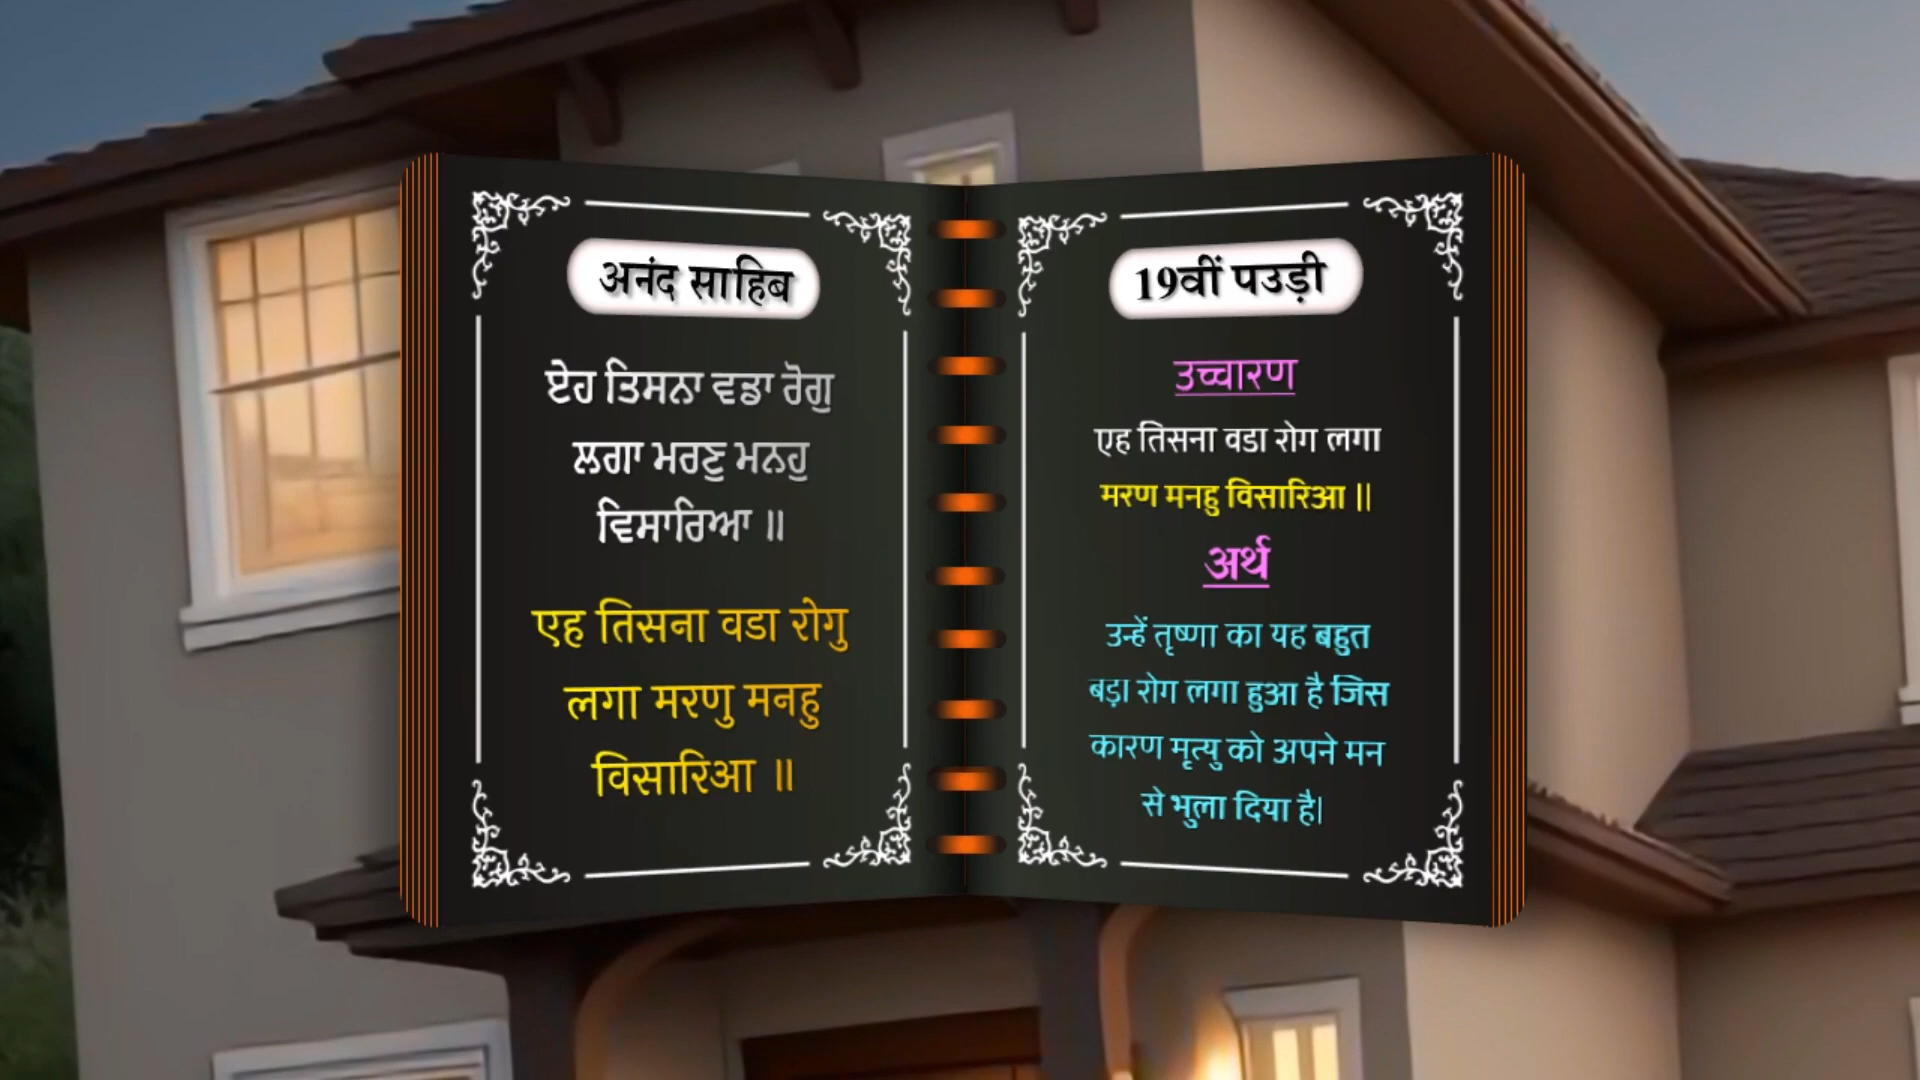 अनंद साहिब
ਏਹ ਤਿਸਨਾ ਵਡਾ ਰੋਗੁ
ਲਗਾ ਮਰਣੁ ਮਨਹੁ
ਵਿਸਾਰਿਆ ॥
एह तिसना वडा रोगु
लगा मरणु मनहु
विसारिआ ॥
19वीं पउड़ी
उच्चारण
एह तिसना वडा रोग लगा
मरण मनहु विसारिआ ||
अर्थ
उन्हें तृष्णा का यह बहुत
बड़ा रोग लगा हुआ है जिस
कारण मृत्यु को अपने मन
से भुला दिया है|